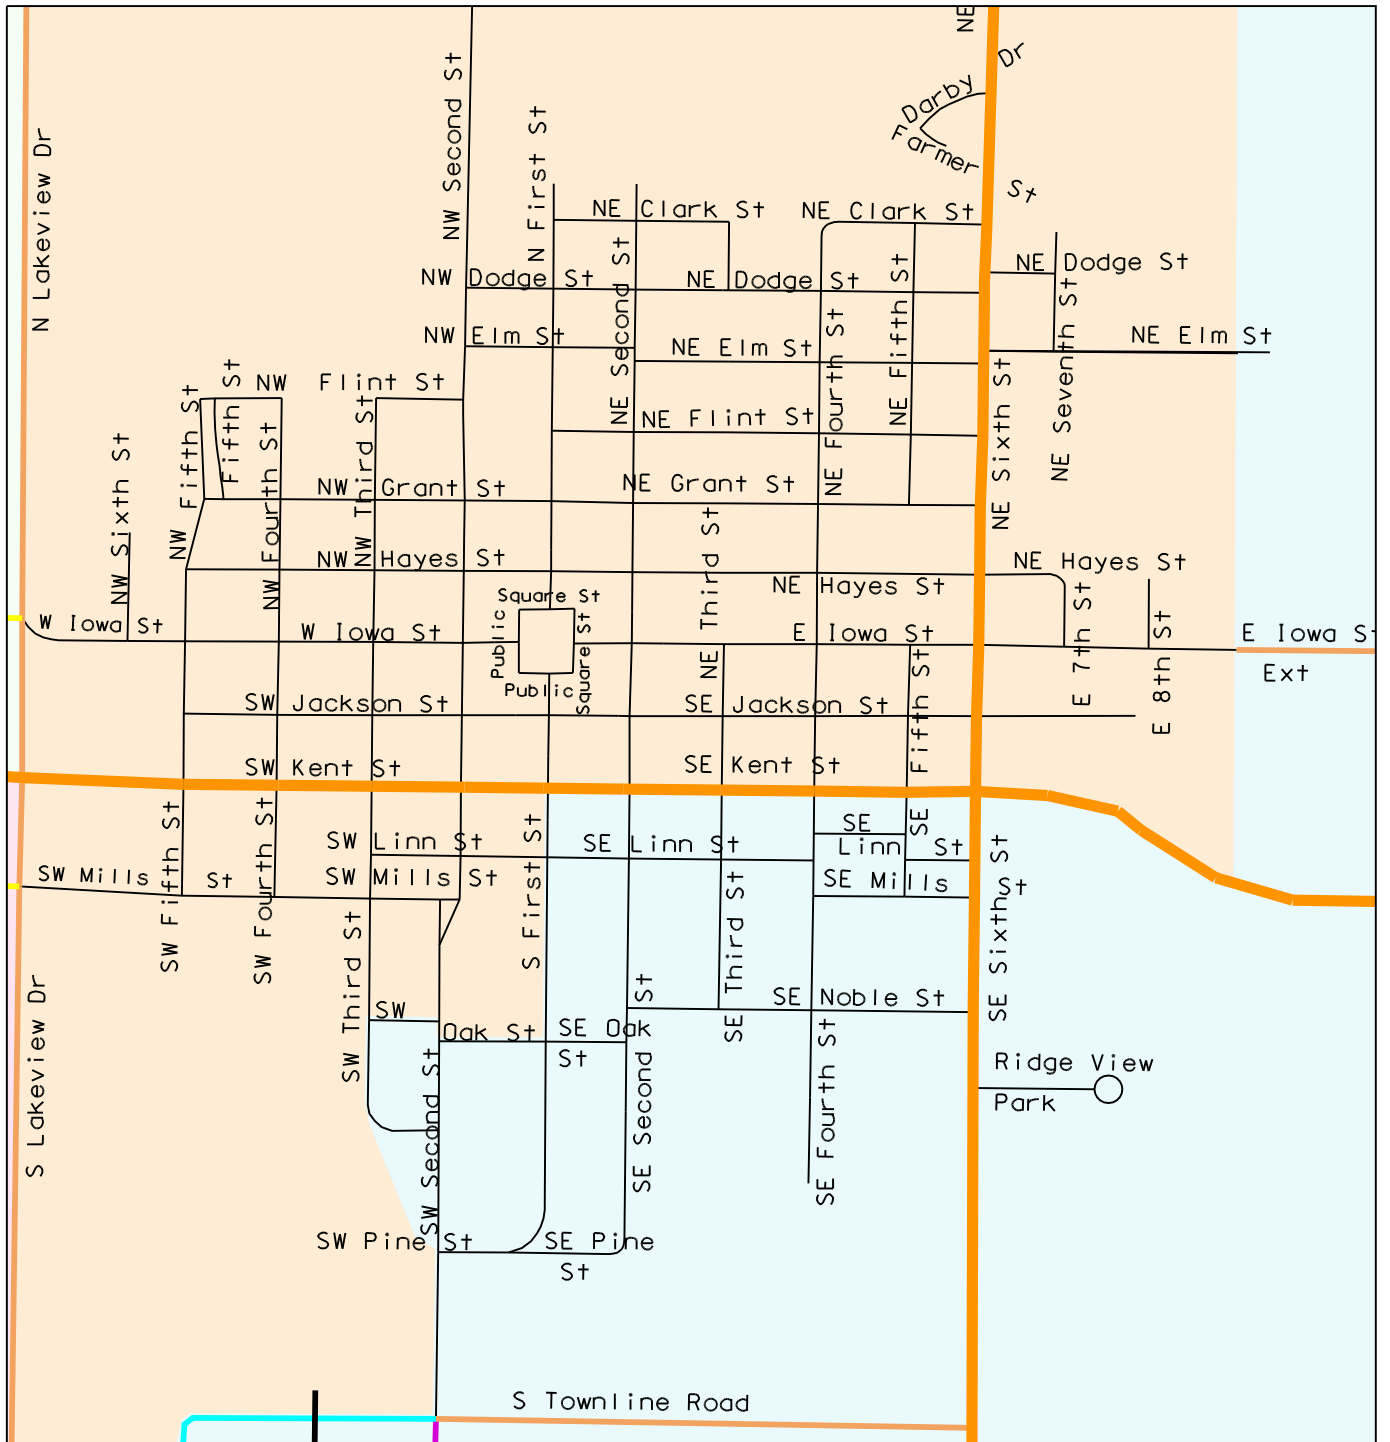 NE
Darby Dr
Farmer St
N Lakeview Dr
NW Second St
N First St
NE Clark St
NE Clark St
NW Dodge St
NE Dodge St
NE Dodge St
NE Second St
NE Fourth St
NE Fifth St
NE Seventh St
NW Elm St
NE Elm St
NE Elm St
NE Sixth St
NW Flint St
NE Flint St
NW Fifth St
Fifth St
NW Fourth St
NW Third St
NW Sixth St
NW Grant St
NE Grant St
NE Third St
NW Hayes St
NE Hayes St
NE Hayes St
Square St
Public
Square St
Public
W Iowa St
W Iowa St
E Iowa St
E Iowa St
Ext
E 7th St
E 8th St
SW Jackson St
SE Jackson St
SE Fifth St
SW Kent St
SE Kent St
SW Fifth St
SW Fourth St
SW Linn St
SE Linn St
SE
Linn St
SW Mills St
SW Mills St
SE Mills St
SW Third St
S First St
SE Third St
SE Sixth St
S Lakeview Dr
SE Noble St
SW
Oak St
SE Oak
St
SW Second St
SE Second St
SE Fourth St
Ridge View
Park
SW Pine St
SE Pine
St
S Townline Road